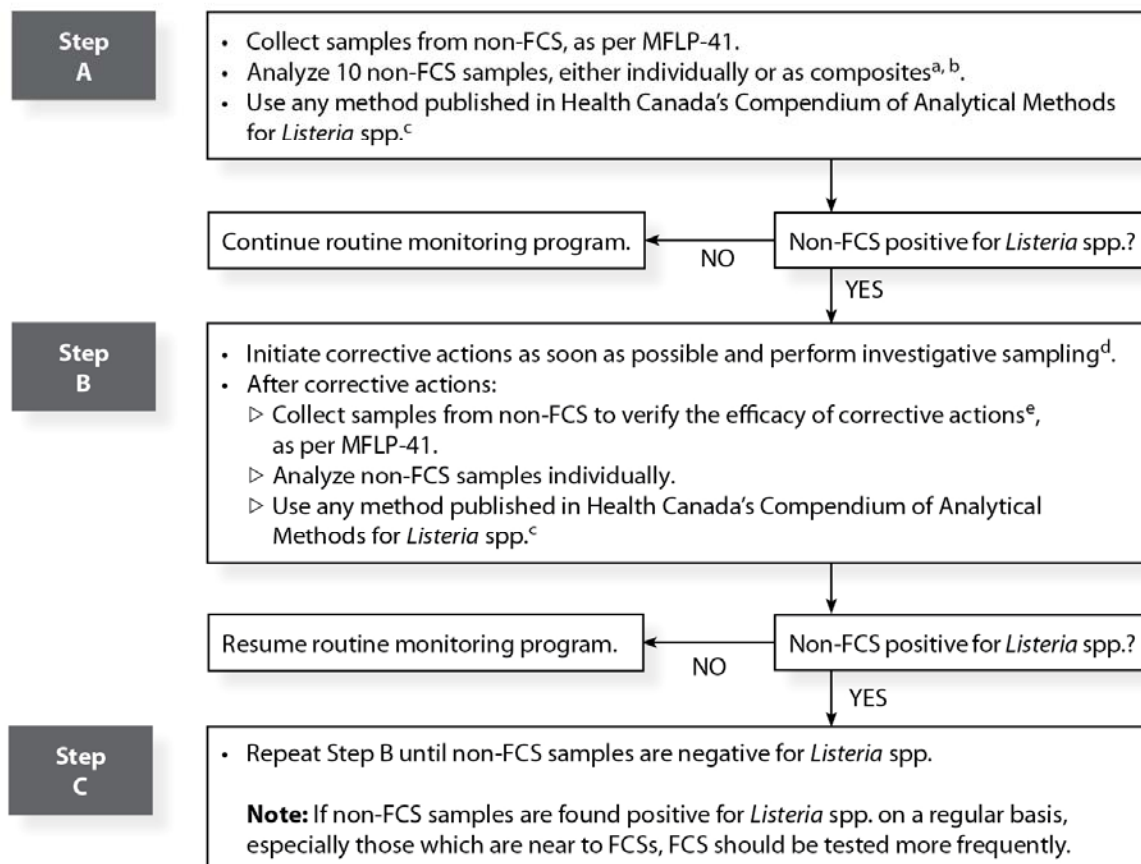 Step
A
• Collect samples from non-FCS, as per MFLP-41.
• Analyze 10 non-FCS samples, either individually or as composites^a, b.
• Use any method published in Health Canada's Compendium of Analytical Methods
for Listeria spp.^c
Continue routine monitoring program.
NO
Non-FCS positive for Listeria spp.?
YES
Step
B
• Initiate corrective actions as soon as possible and perform investigative sampling^d.
• After corrective actions:
▷ Collect samples from non-FCS to verify the efficacy of corrective actions^e,
as per MFLP-41.
▷ Analyze non-FCS samples individually.
▷ Use any method published in Health Canada's Compendium of Analytical
Methods for Listeria spp.^c
Resume routine monitoring program.
NO
Non-FCS positive for Listeria spp.?
YES
Step
C
• Repeat Step B until non-FCS samples are negative for Listeria spp.
Note: If non-FCS samples are found positive for Listeria spp. on a regular basis,
especially those which are near to FCSs, FCS should be tested more frequently.